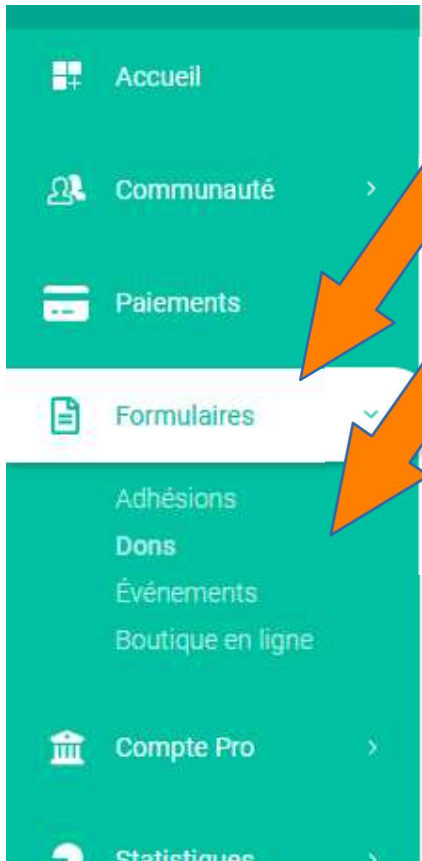 Accueil
Communauté
Paiements
Formulaires
Adhésions
Dons
Événements
Boutique en ligne
Compte Pro
Statistiques